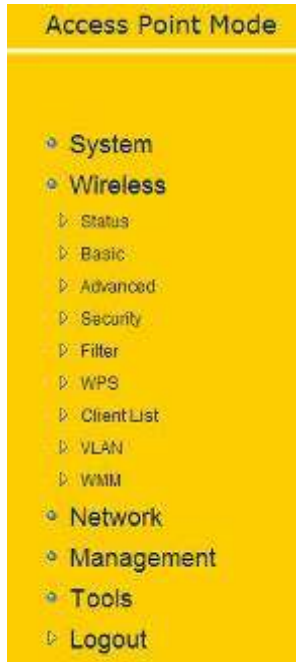 Access Point Mode
System
Wireless
Status
Basic
Advanced
Security
Filter
WPS
Client List
VLAN
WMM
Network
Management
Tools
Logout